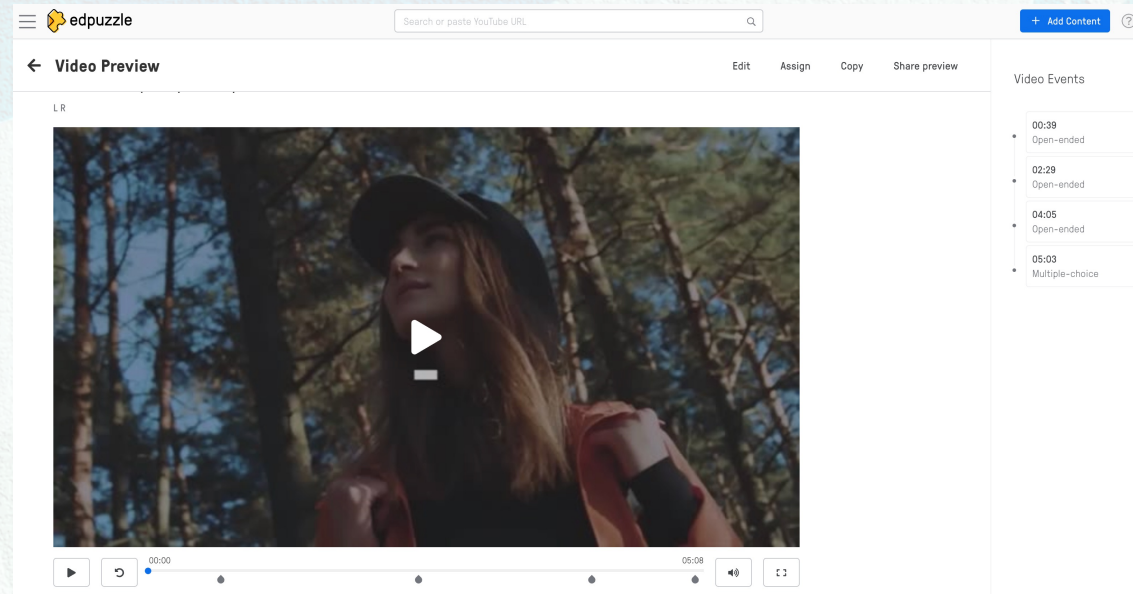 edpuzzle
Search or paste YouTube URL
+ Add Content
?
Video Preview
Edit
Assign
Copy
Share preview
L R
Video Events
00:39
Open-ended
02:29
Open-ended
04:05
Open-ended
05:03
Multiple-choice
00:00
05:08